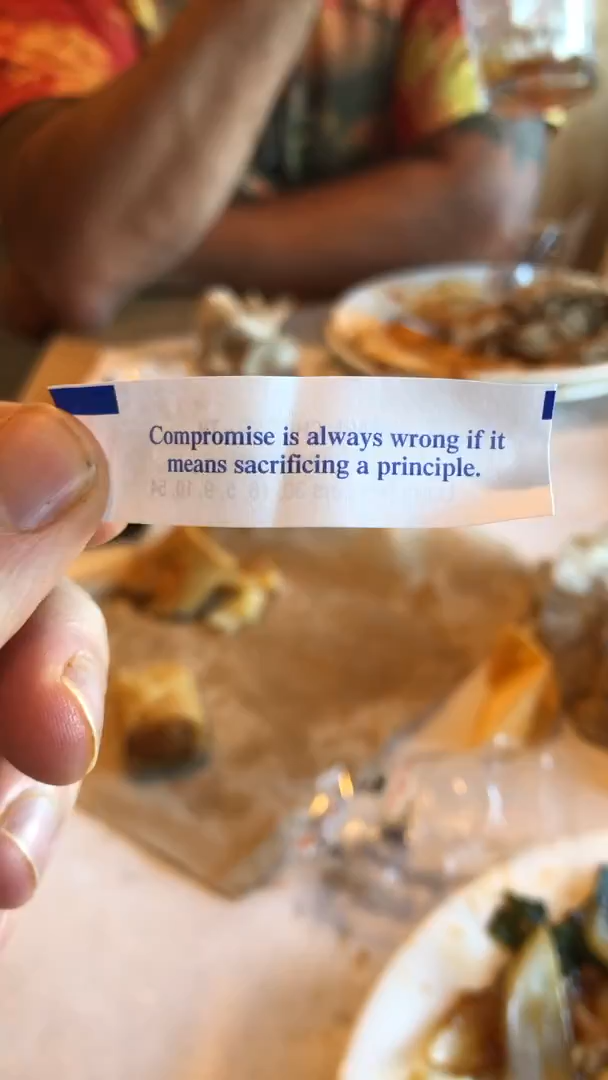 Compromise is always wrong if it
means sacrificing a principle.